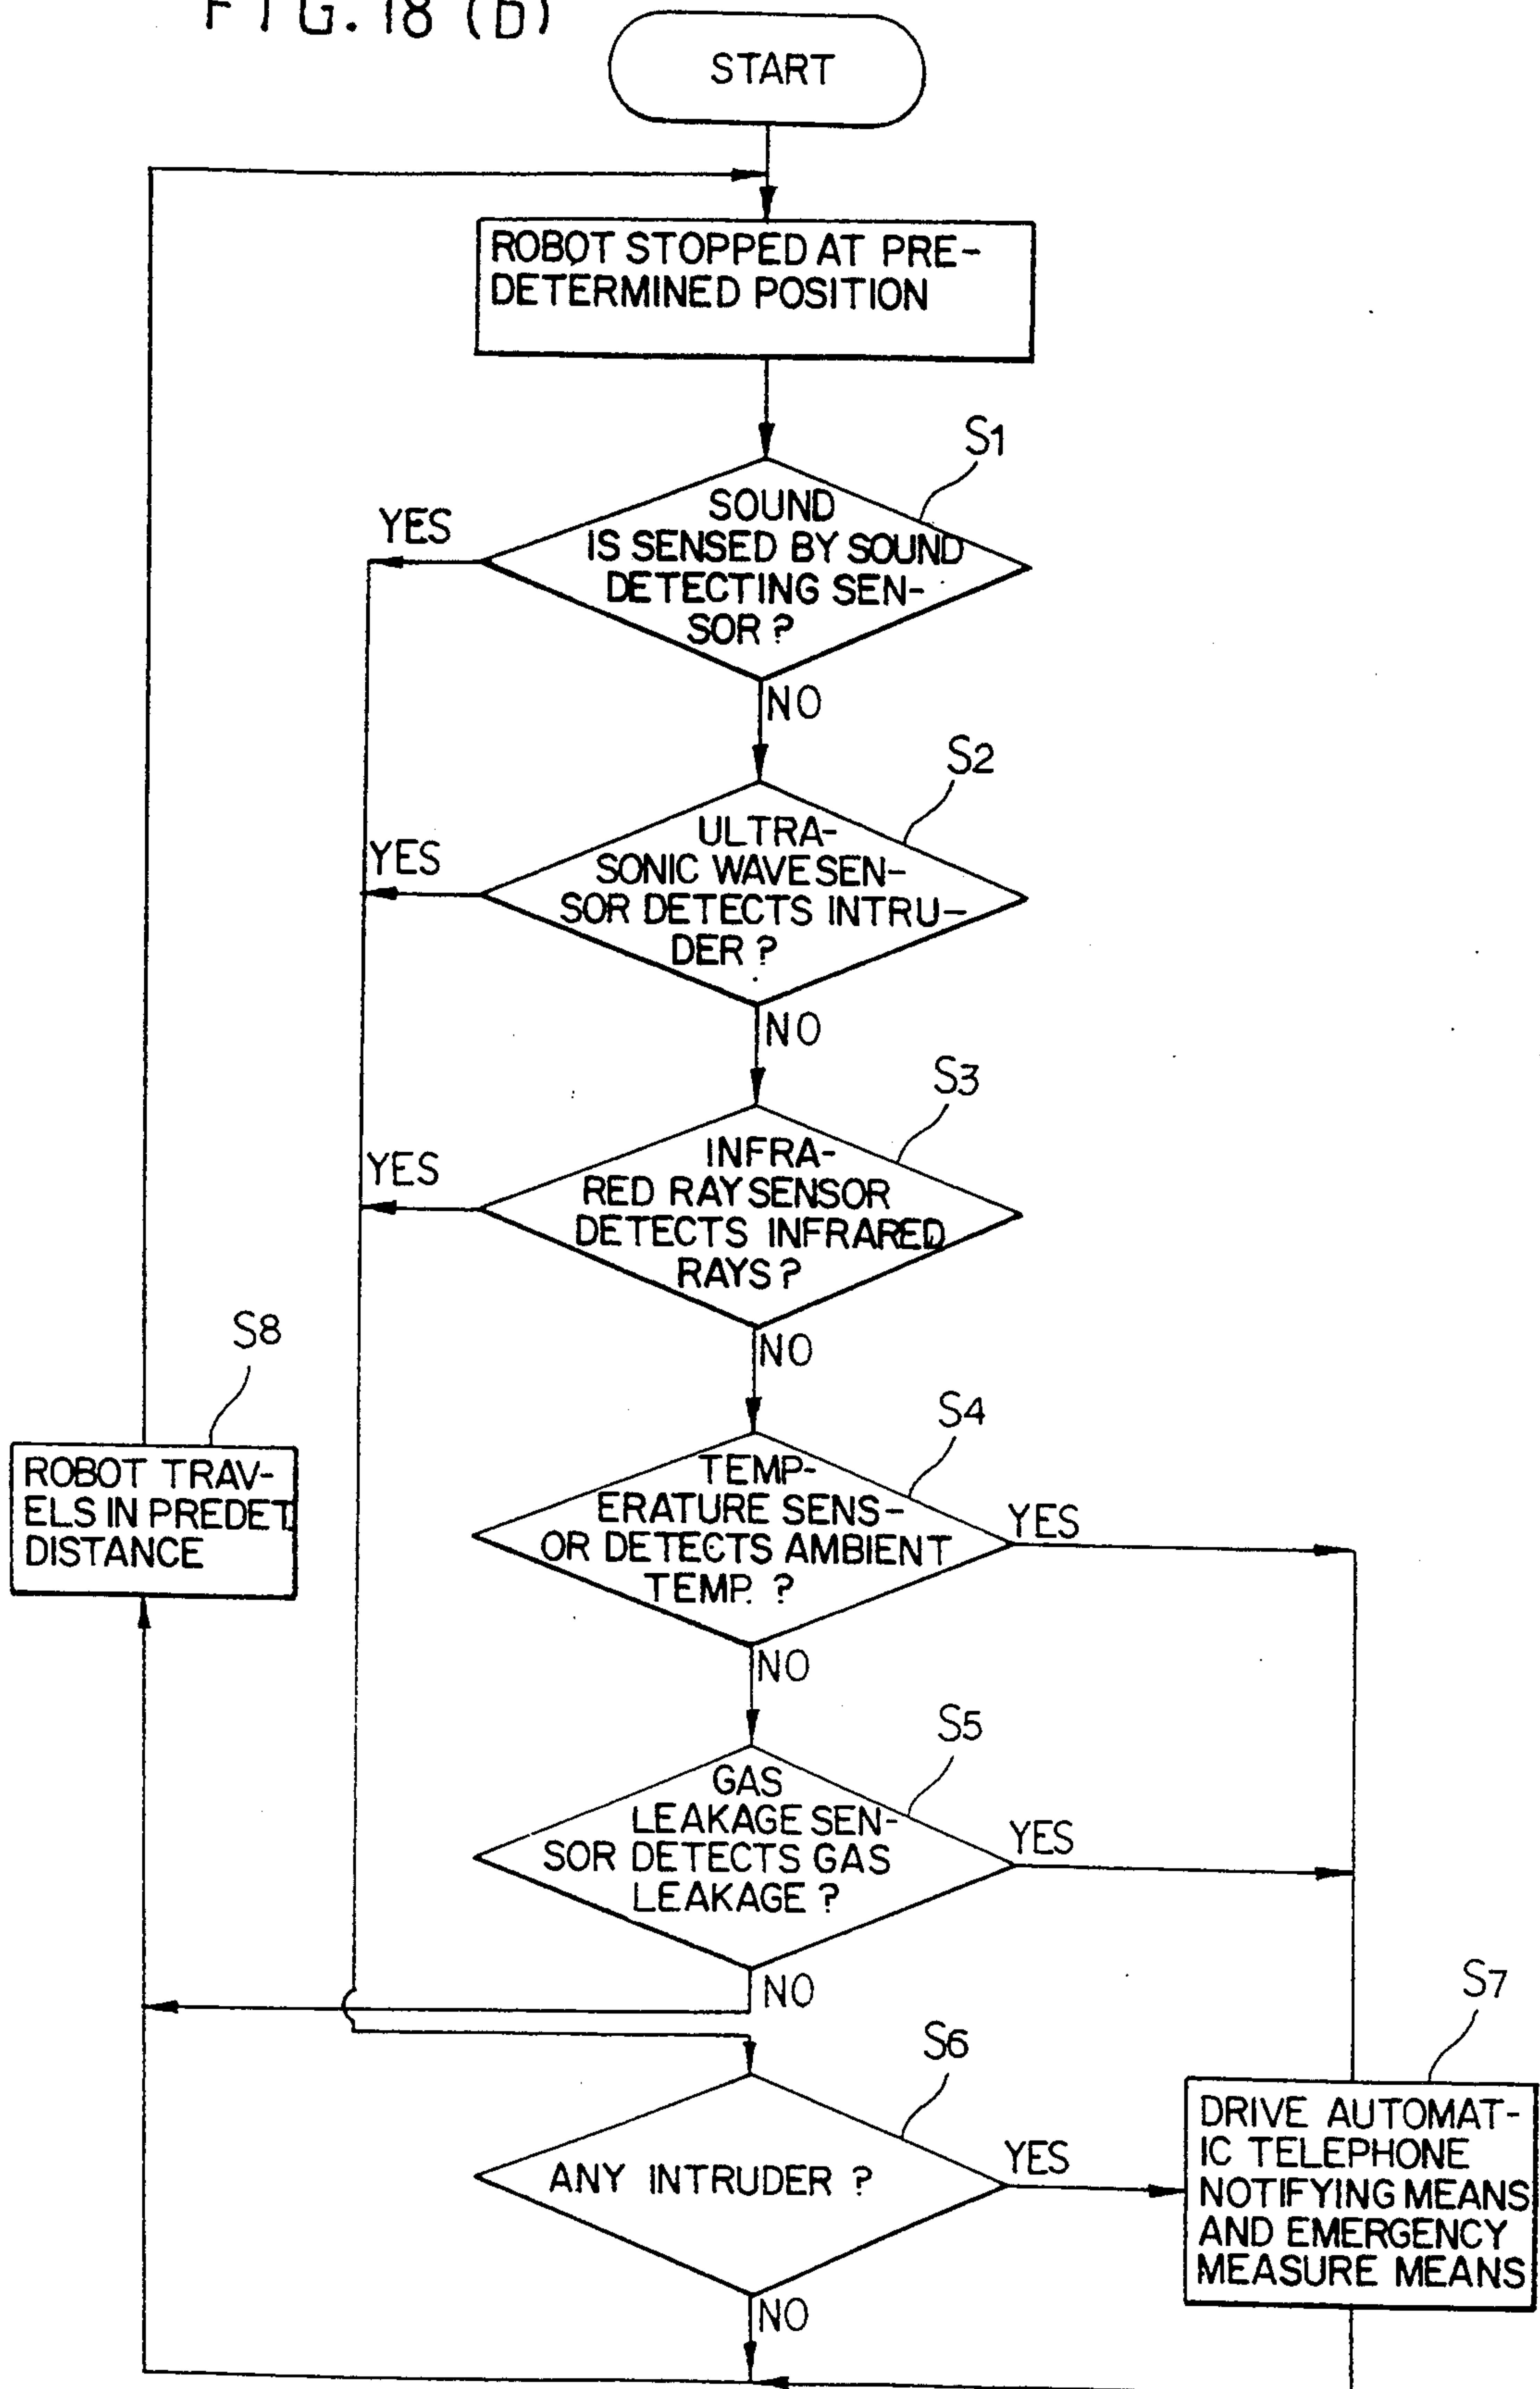 FIG. 18 (b)
START
ROBOT STOPPED AT PRE-
DETERMINED POSITION
S1
SOUND
IS SENSED BY SOUND
DETECTING SEN-
SOR ?
YES
NO
S2
ULTRA-
SONIC WAVE SEN-
SOR DETECTS INTRU-
DER ?
YES
NO
S3
INFRA-
RED RAY SENSOR
DETECTS INFRARED
RAYS ?
YES
NO
S8
ROBOT TRAV-
ELS IN PREDET.
DISTANCE
S4
TEMP-
ERATURE SENS-
OR DETECTS AMBIENT
TEMP. ?
YES
NO
S5
GAS
LEAKAGE SEN-
SOR DETECTS GAS
LEAKAGE ?
YES
NO
S6
ANY INTRUDER ?
YES
NO
S7
DRIVE AUTOMAT-
IC TELEPHONE
NOTIFYING MEANS
AND EMERGENCY
MEASURE MEANS